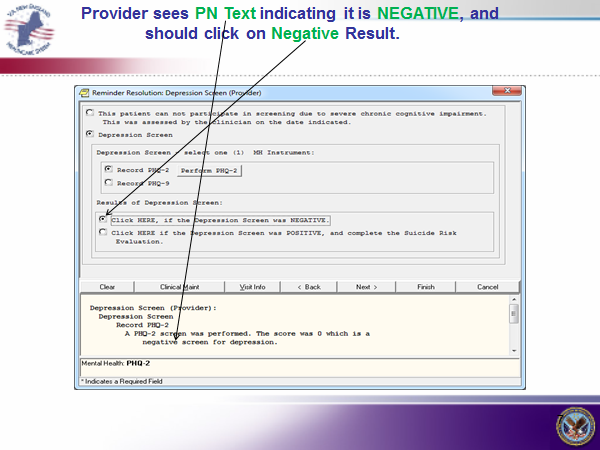 VA NEW ENGLAND
HEALTHCARE SYSTEM
Provider sees PN Text indicating it is NEGATIVE, and
should click on Negative Result.
Reminder Resolution: Depression Screen (Provider)
This patient can not participate in screening due to severe chronic cognitive impairment.
This was assessed by the clinician on the date indicated.
Depression Screen
Depression Screen - select one (1) MH Instrument:
Record PHQ-2 Perform PHQ-2
Record PHQ-9
Results of Depression Screen:
Click HERE, if the Depression Screen was NEGATIVE.
Click HERE if the Depression Screen was POSITIVE, and complete the Suicide Risk
Evaluation.
Clear Clinical Maint Visit Info < Back Next > Finish Cancel
Depression Screen (Provider):
Depression Screen
Record PHQ-2
A PHQ-2 screen was performed. The score was 0 which is a
negative screen for depression.
Mental Health: PHQ-2
* Indicates a Required Field